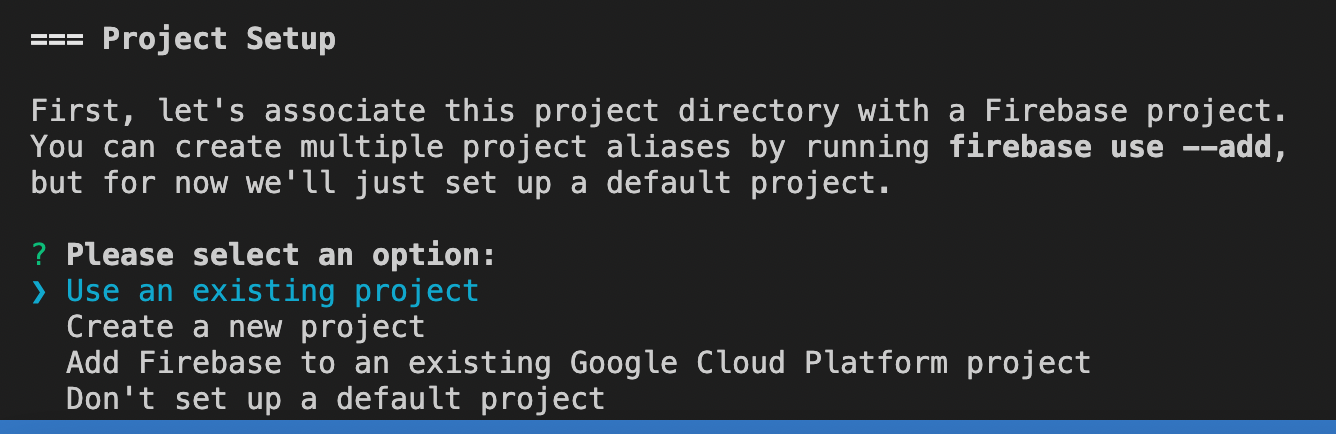 === Project Setup
First, let's associate this project directory with a Firebase project.
You can create multiple project aliases by running firebase use --add,
but for now we'll just set up a default project.
? Please select an option:
❯ Use an existing project
Create a new project
Add Firebase to an existing Google Cloud Platform project
Don't set up a default project